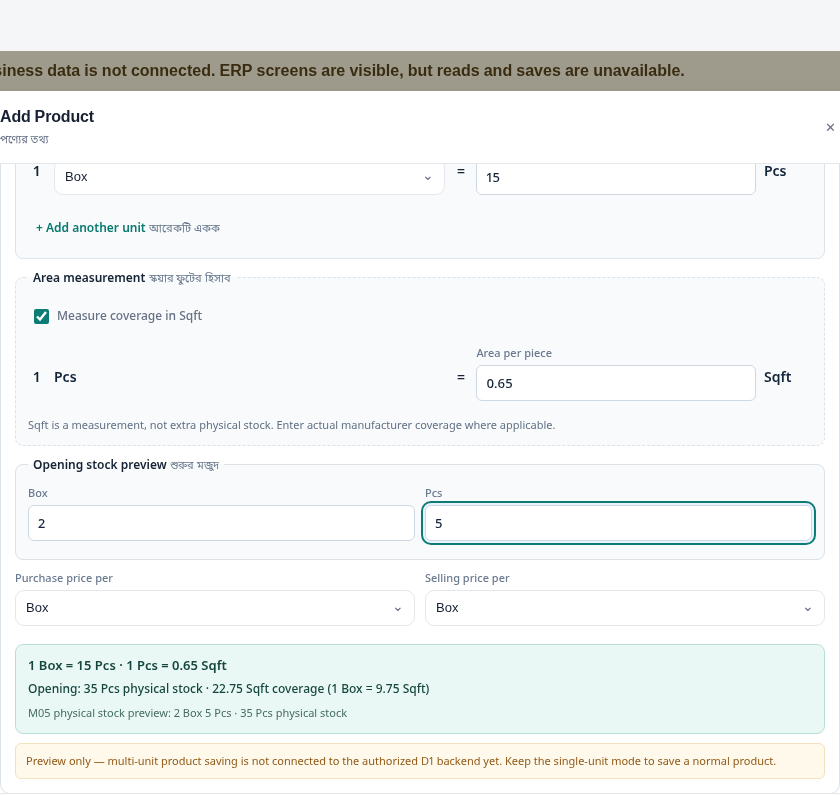 siness data is not connected. ERP screens are visible, but reads and saves are unavailable.
Add Product
পণ্যের তথ্য
×
1 Box = 15 Pcs
+ Add another unit আরেকটি একক
Area measurement স্কয়ার ফুটের হিসাব
Measure coverage in Sqft
Area per piece
1 Pcs = 0.65 Sqft
Sqft is a measurement, not extra physical stock. Enter actual manufacturer coverage where applicable.
Opening stock preview শুরুর মজুদ
Box Pcs
2 5
Purchase price per Selling price per
Box Box
1 Box = 15 Pcs · 1 Pcs = 0.65 Sqft
Opening: 35 Pcs physical stock · 22.75 Sqft coverage (1 Box = 9.75 Sqft)
M05 physical stock preview: 2 Box 5 Pcs · 35 Pcs physical stock
Preview only — multi-unit product saving is not connected to the authorized D1 backend yet. Keep the single-unit mode to save a normal product.